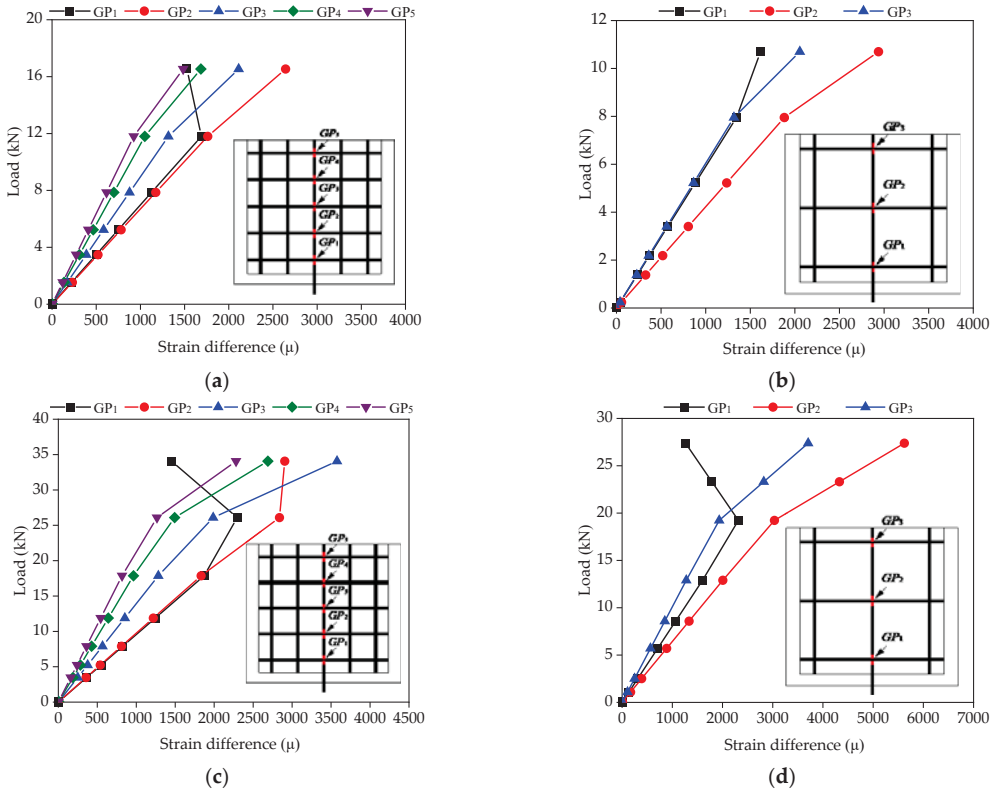 GP1 GP2 GP3 GP4 GP5
20
16
12
8
4
0
Load (kN)
GP5
GP4
GP3
GP2
GP1
0 500 1000 1500 2000 2500 3000 3500 4000
Strain difference (μ)
(a)
GP1 GP2 GP3
12
10
8
6
4
2
0
Load (kN)
GP3
GP2
GP1
0 500 1000 1500 2000 2500 3000 3500 4000
Strain difference (μ)
(b)
GP1 GP2 GP3 GP4 GP5
40
35
30
25
20
15
10
5
0
Load (kN)
GP5
GP4
GP3
GP2
GP1
0 500 1000 1500 2000 2500 3000 3500 4000 4500
Strain difference (μ)
(c)
GP1 GP2 GP3
30
25
20
15
10
5
0
Load (kN)
GP3
GP2
GP1
0 1000 2000 3000 4000 5000 6000 7000
Strain difference (μ)
(d)